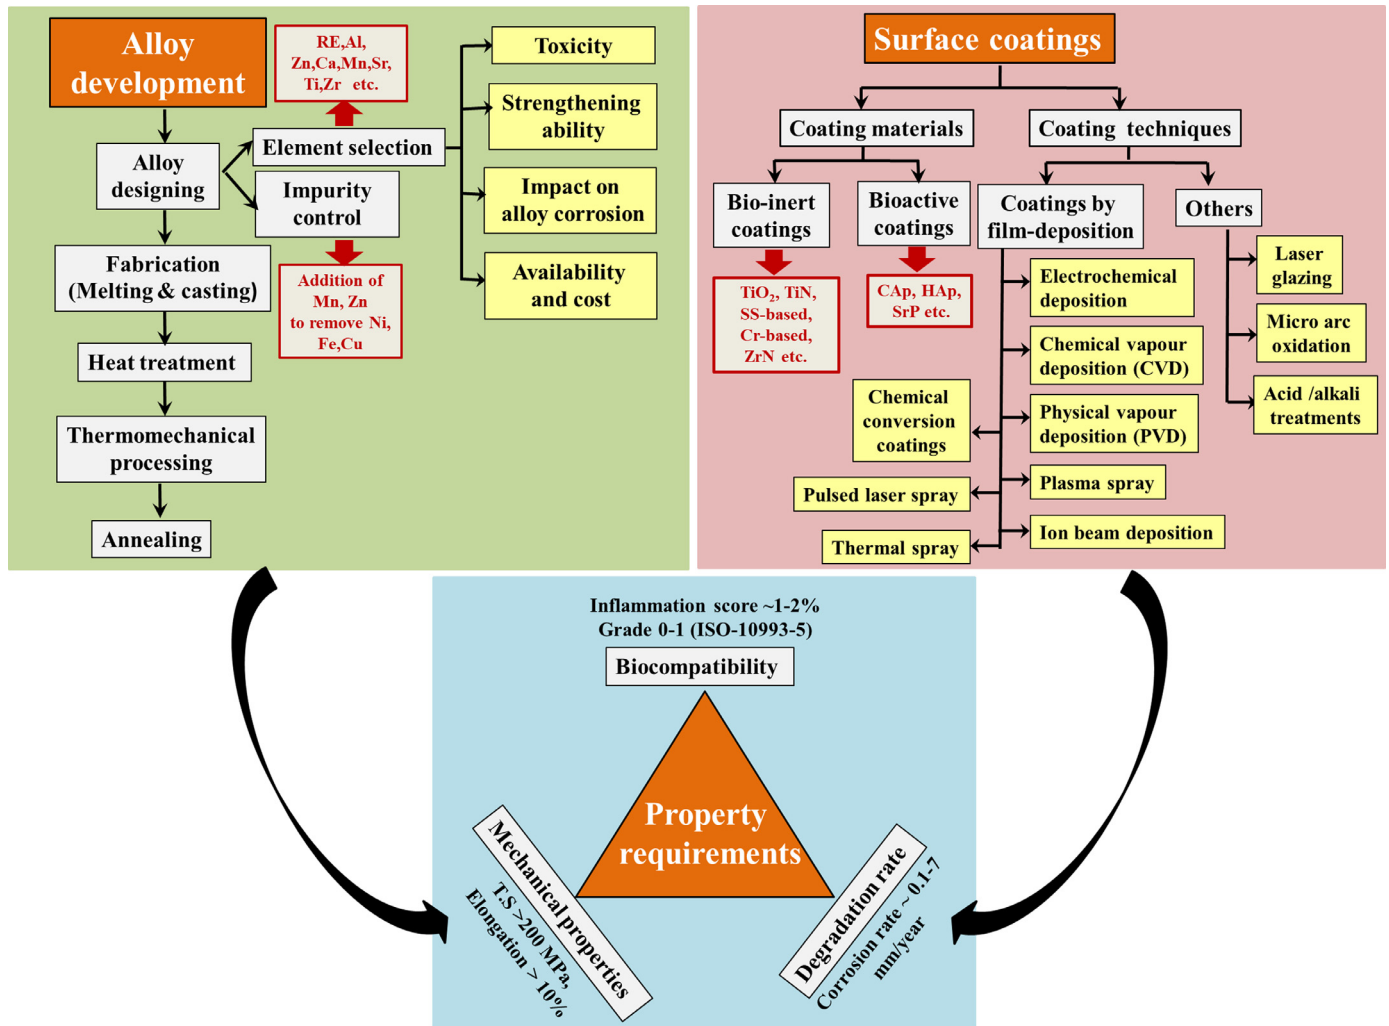 Alloy
development
RE,Al,
Zn,Ca,Mn,Sr,
Ti,Zr etc.
Alloy
designing
Element selection
Impurity
control
Addition of
Mn, Zn
to remove Ni,
Fe,Cu
Toxicity
Strengthening
ability
Impact on
alloy corrosion
Availability
and cost
Fabrication
(Melting & casting)
Heat treatment
Thermomechanical
processing
Annealing
Surface coatings
Coating materials
Coating techniques
Bio-inert
coatings
Bioactive
coatings
TiO2, TiN,
SS-based,
Cr-based,
ZrN etc.
CAp, HAp,
SrP etc.
Coatings by
film-deposition
Others
Electrochemical
deposition
Chemical vapour
deposition (CVD)
Physical vapour
deposition (PVD)
Plasma spray
Ion beam deposition
Chemical
conversion
coatings
Pulsed laser spray
Thermal spray
Laser
glazing
Micro arc
oxidation
Acid /alkali
treatments
Inflammation score ~1-2%
Grade 0-1 (ISO-10993-5)
Biocompatibility
Property
requirements
Mechanical properties
T.S >200 MPa,
Elongation > 10%
Degradation rate
Corrosion rate ~ 0.1-7
mm/year